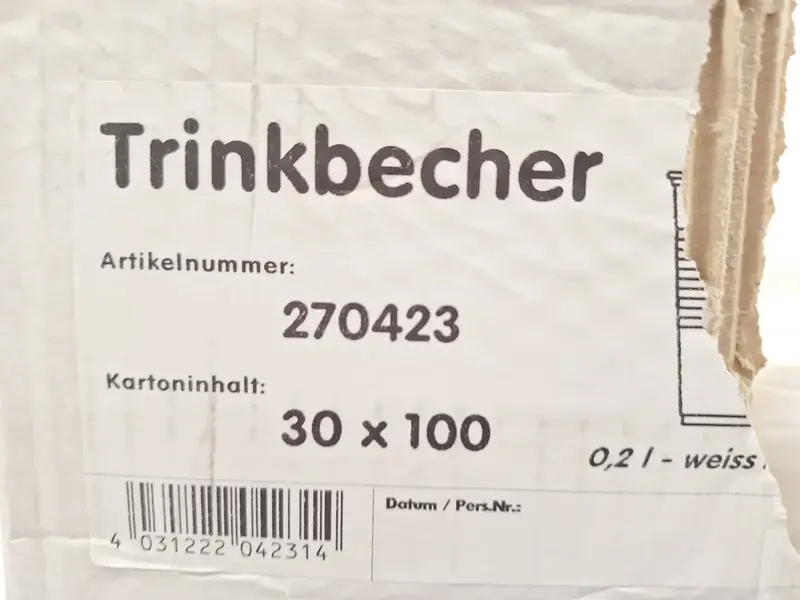 Trinkbecher
Artikelnummer:
270423
Kartoninhalt:
30 x 100
0,2 l - weiss
Datum / Pers.Nr.:
4 031222 042314